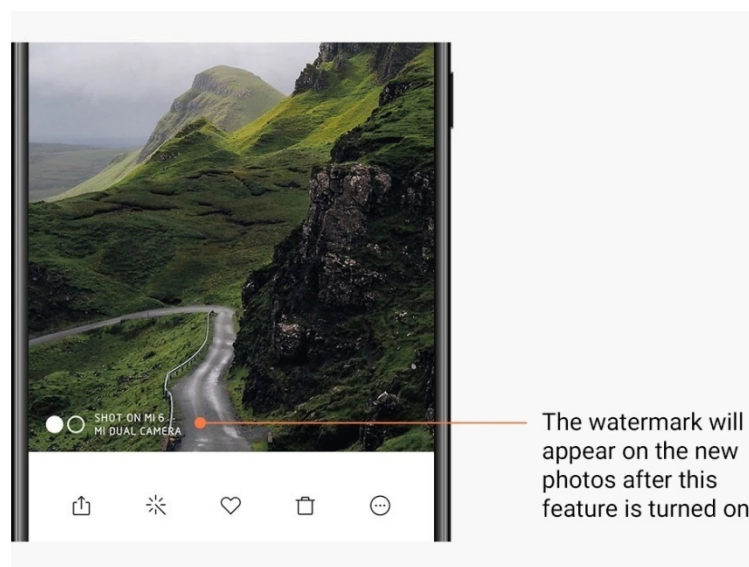 SHOT ON MI 6
MI DUAL CAMERA
The watermark will
appear on the new
photos after this
feature is turned on